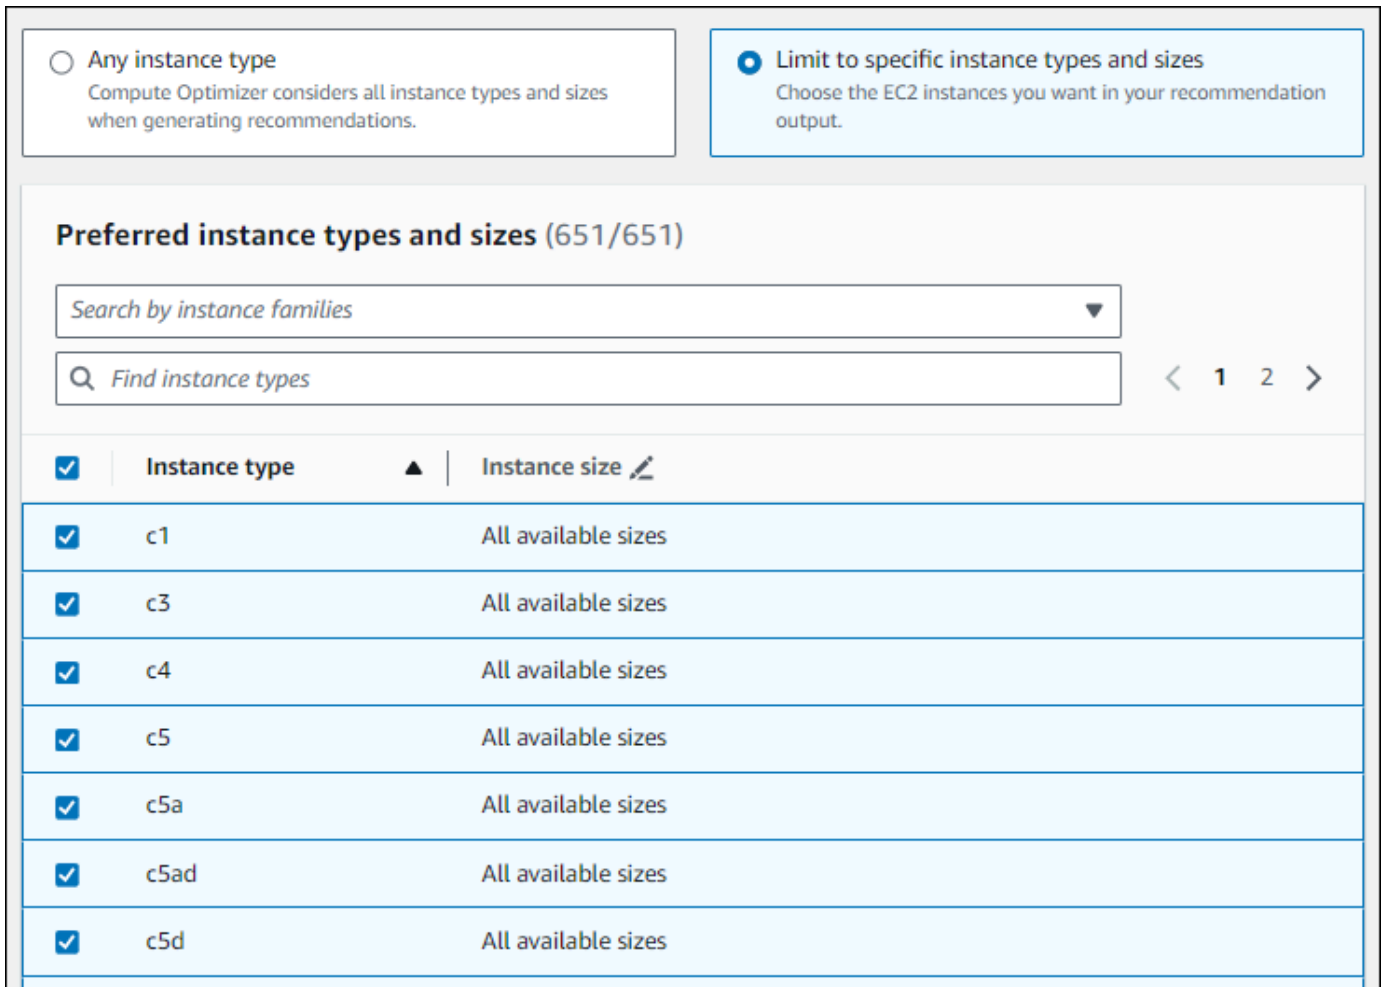 Any instance type
Compute Optimizer considers all instance types and sizes
when generating recommendations.
Limit to specific instance types and sizes
Choose the EC2 instances you want in your recommendation
output.
Preferred instance types and sizes (651/651)
Search by instance families
Find instance types
1 2
Instance type Instance size
c1 All available sizes
c3 All available sizes
c4 All available sizes
c5 All available sizes
c5a All available sizes
c5ad All available sizes
c5d All available sizes